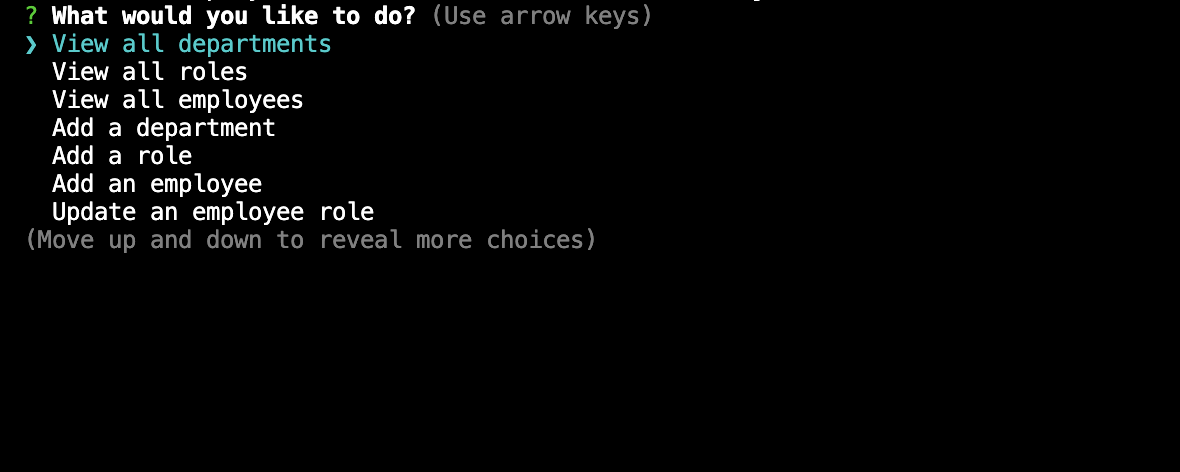 ? What would you like to do? (Use arrow keys)
❯ View all departments
View all roles
View all employees
Add a department
Add a role
Add an employee
Update an employee role
(Move up and down to reveal more choices)